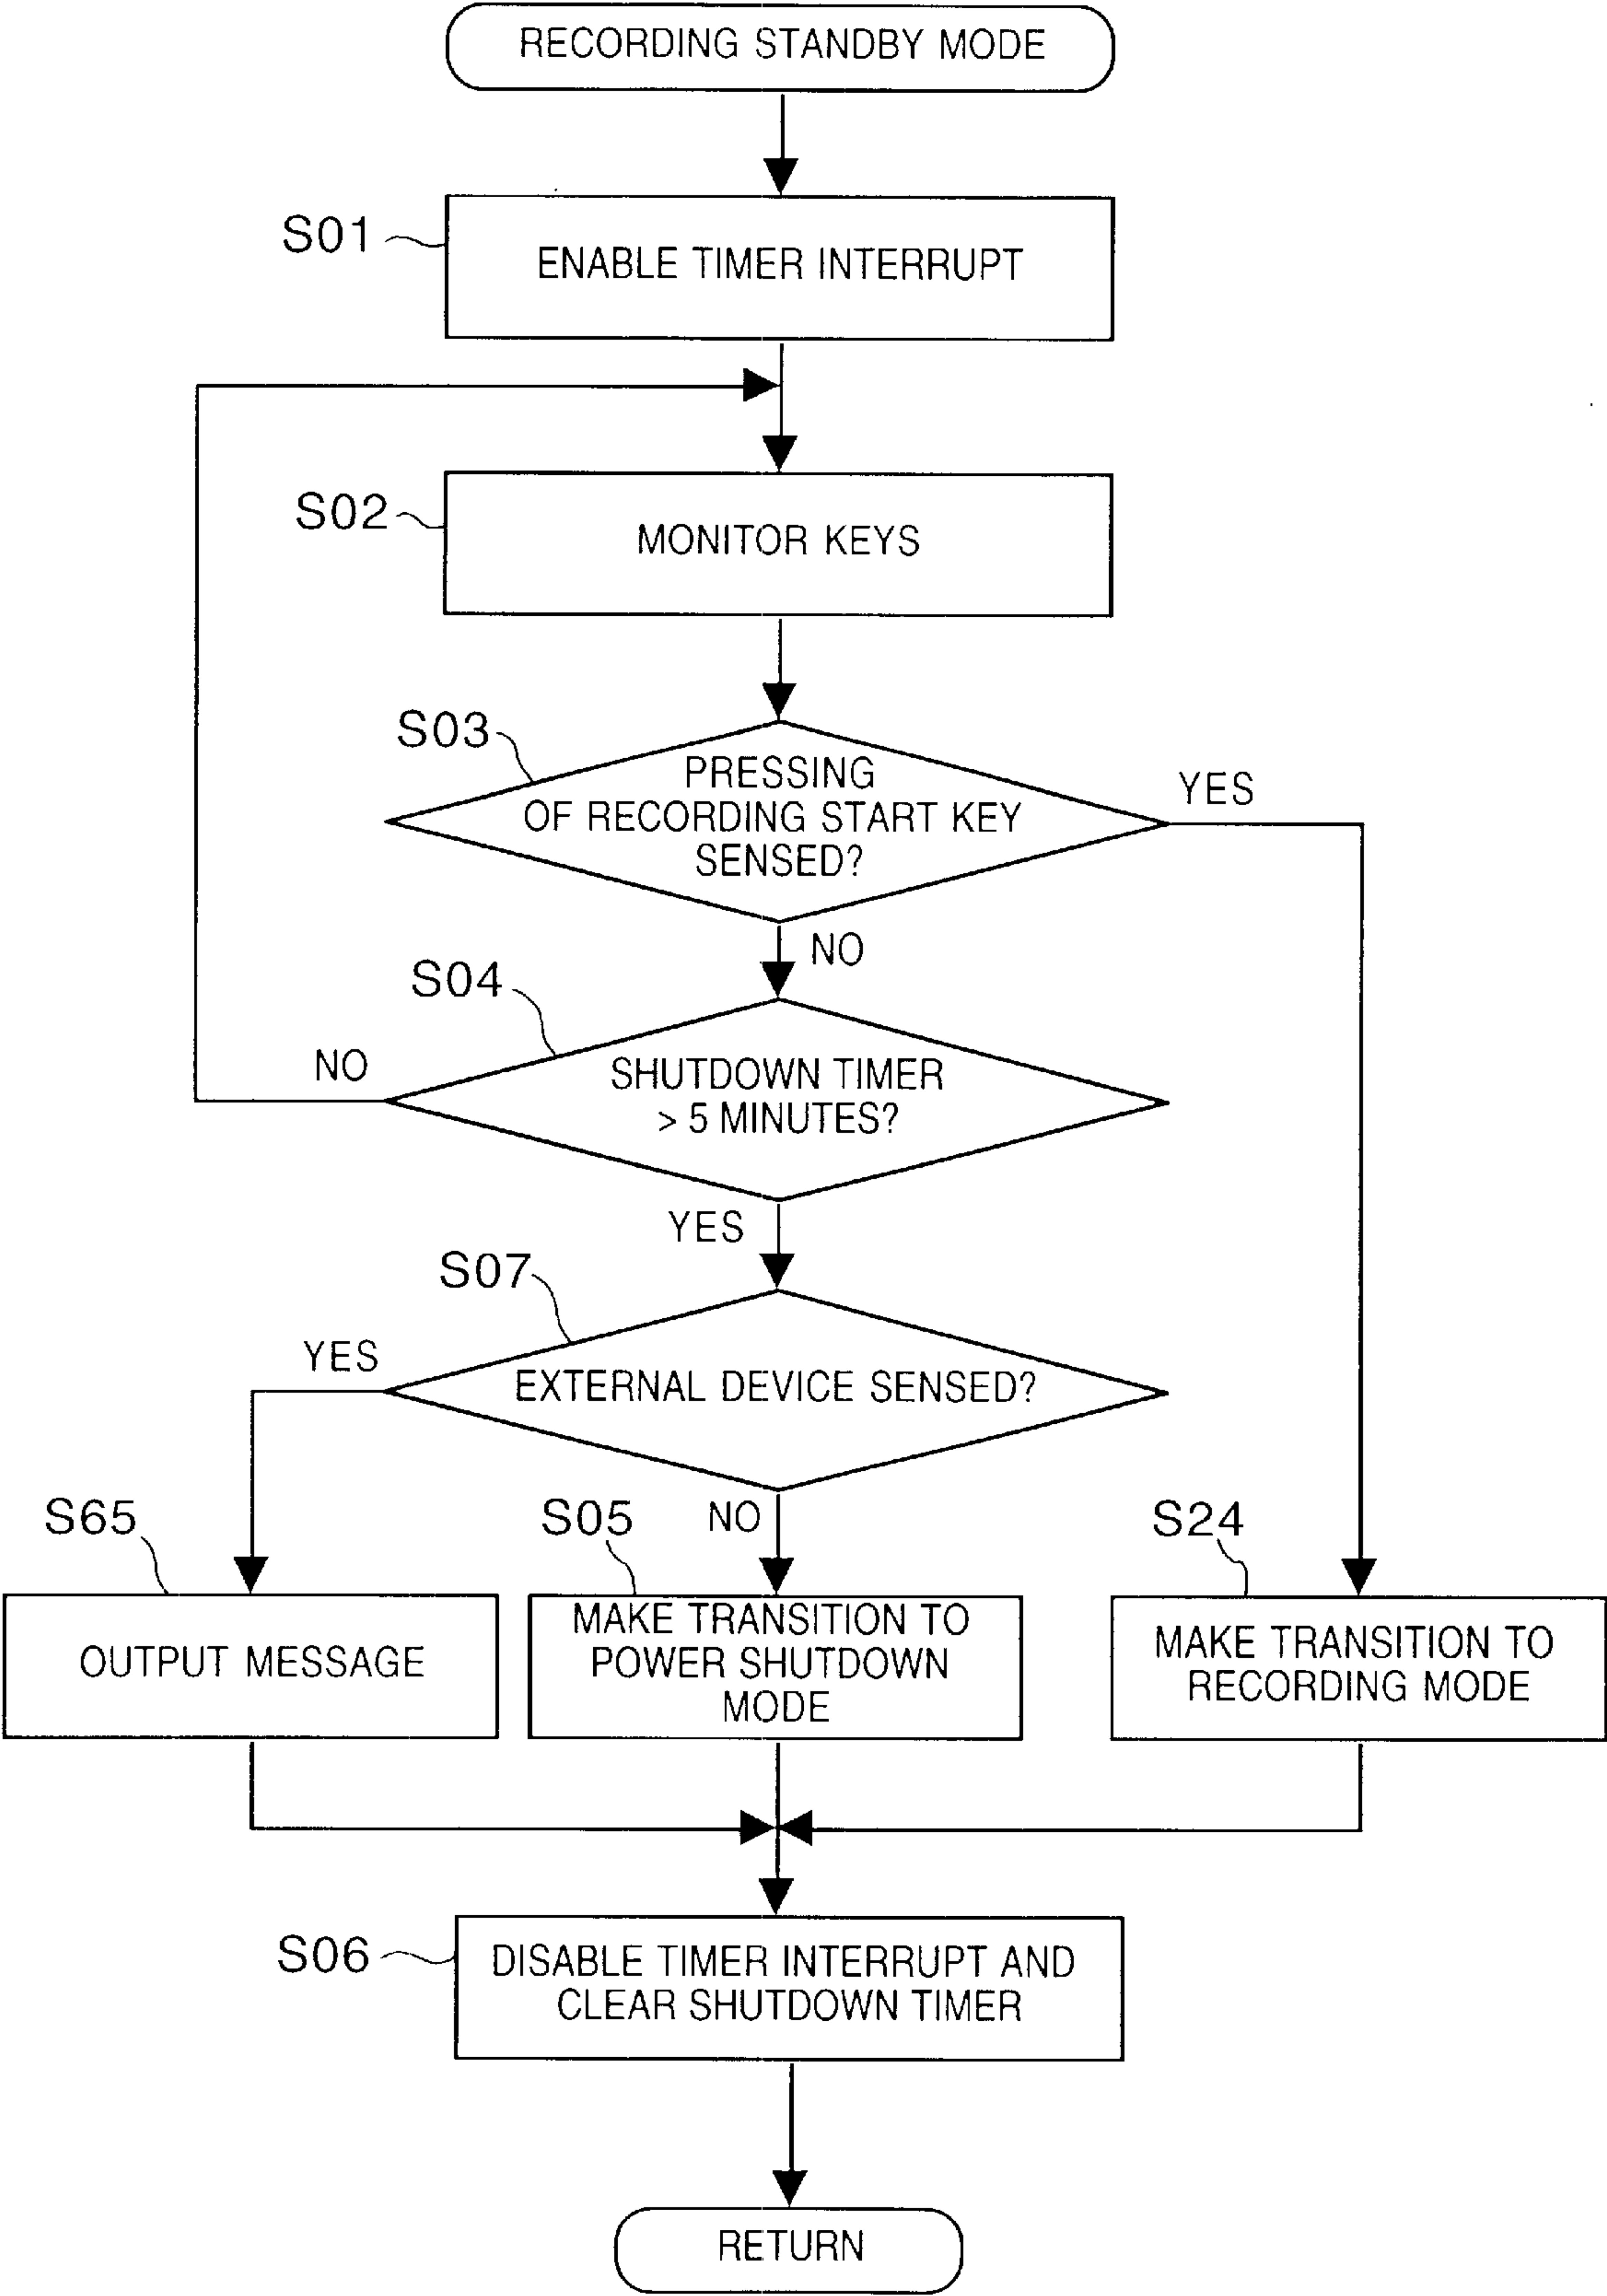 RECORDING STANDBY MODE
S01
ENABLE TIMER INTERRUPT
S02
MONITOR KEYS
S03
PRESSING
OF RECORDING START KEY
SENSED?
YES
NO
S04
SHUTDOWN TIMER
> 5 MINUTES?
NO
YES
S07
EXTERNAL DEVICE SENSED?
YES
NO
S65
OUTPUT MESSAGE
S05
MAKE TRANSITION TO
POWER SHUTDOWN
MODE
S24
MAKE TRANSITION TO
RECORDING MODE
S06
DISABLE TIMER INTERRUPT AND
CLEAR SHUTDOWN TIMER
RETURN